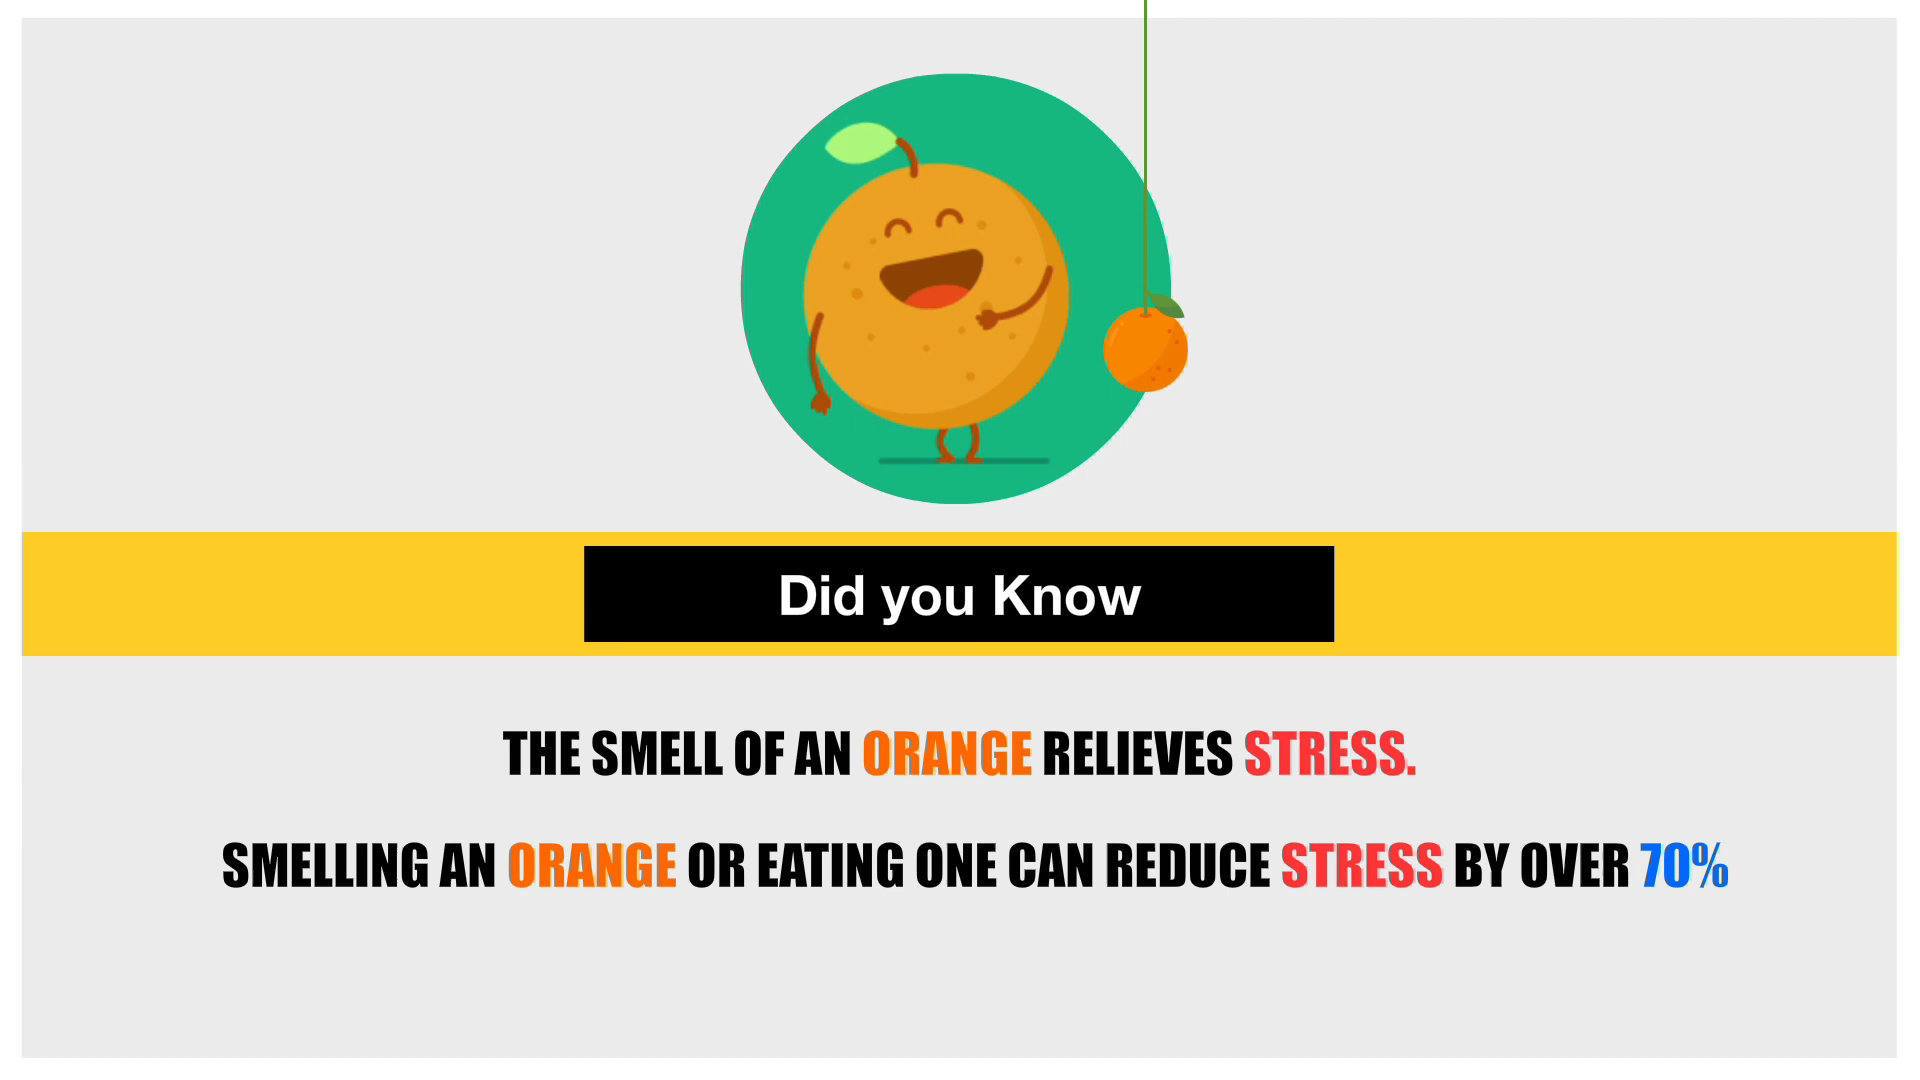 Did you Know
THE SMELL OF AN ORANGE RELIEVES STRESS.
SMELLING AN ORANGE OR EATING ONE CAN REDUCE STRESS BY OVER 70%